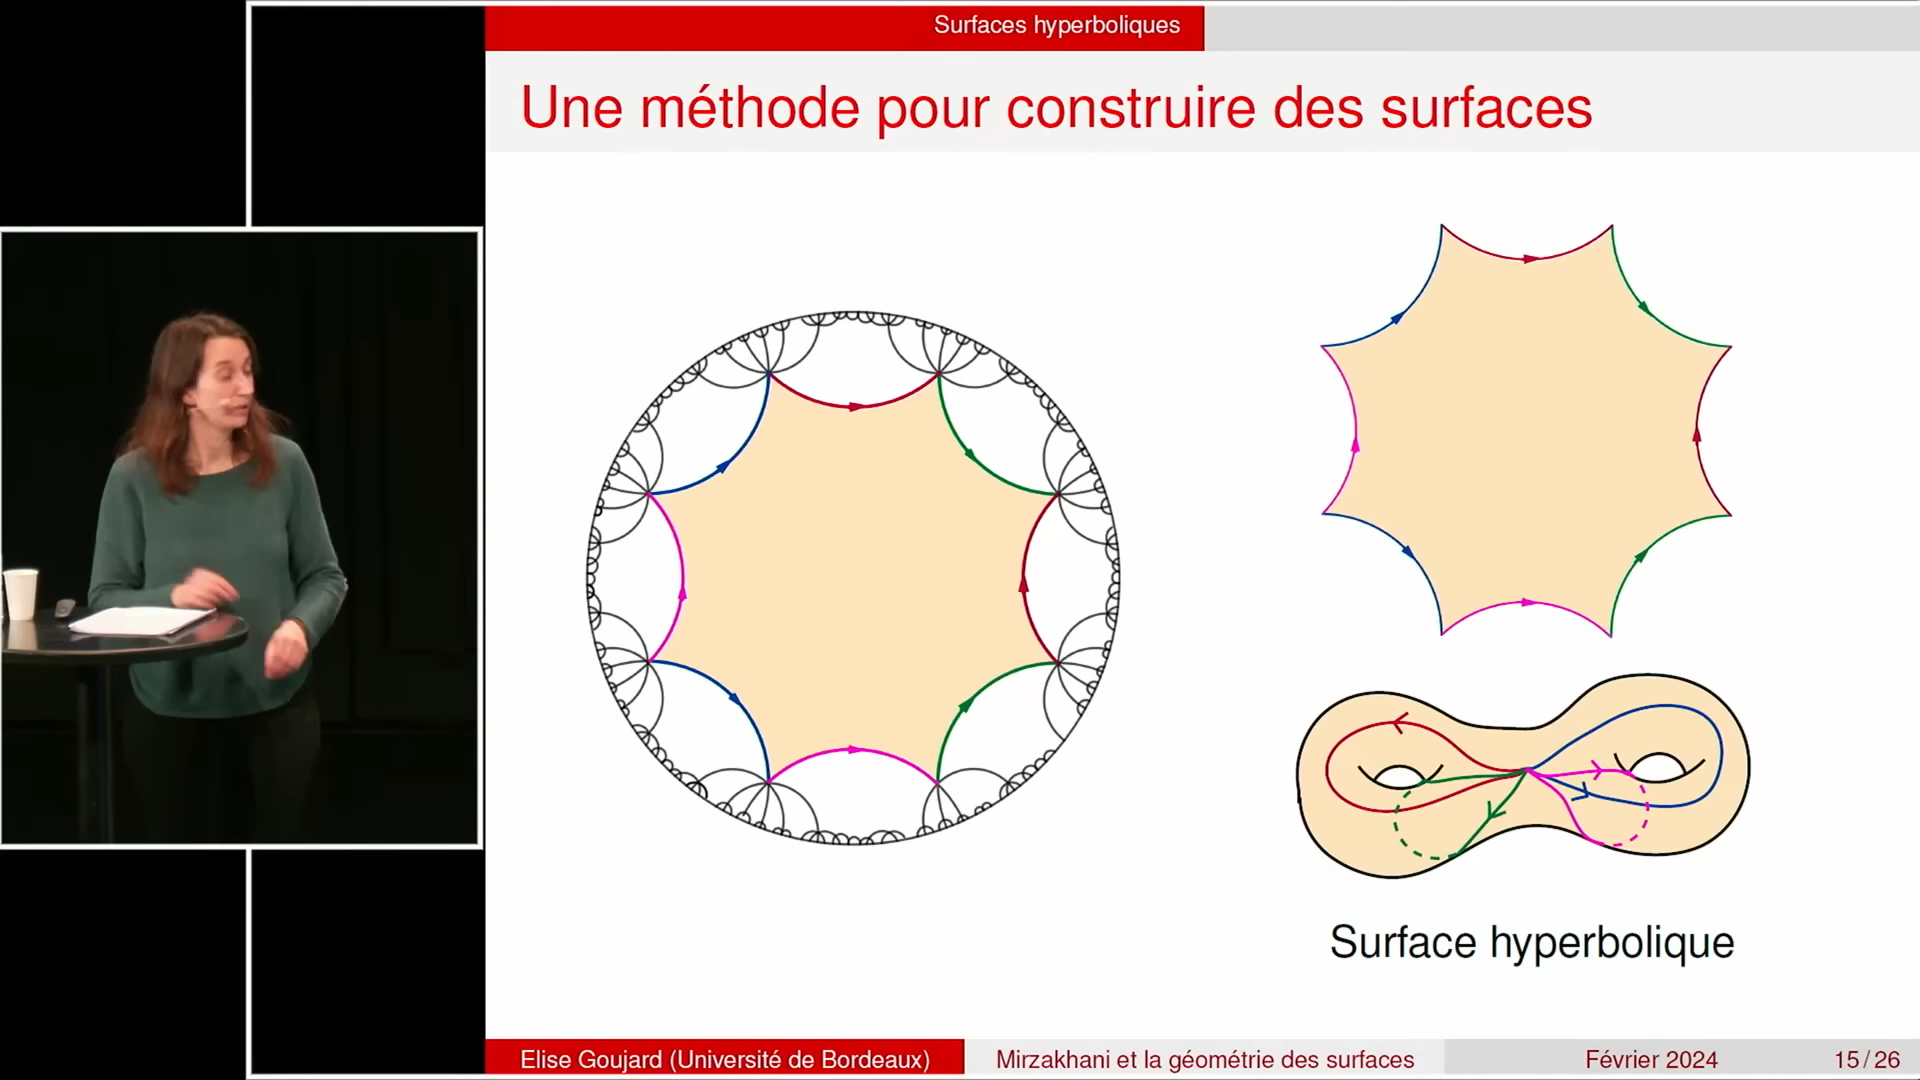 Surfaces hyperboliques
Une méthode pour construire des surfaces
Surface hyperbolique
Elise Goujard (Université de Bordeaux)
Mirzakhani et la géométrie des surfaces
Février 2024
15 / 26